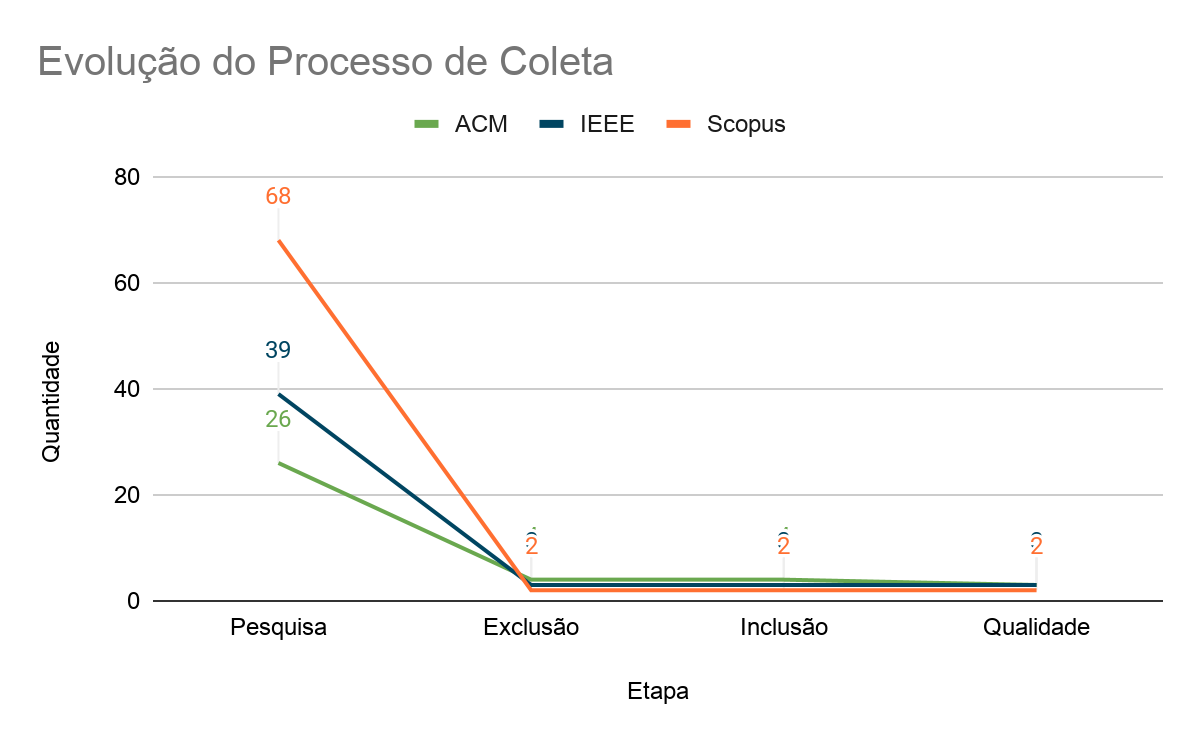 Evolução do Processo de Coleta
ACM IEEE Scopus
80
68
60
39
40
26
20
2 2 2
0
Pesquisa Exclusão Inclusão Qualidade
Quantidade
Etapa